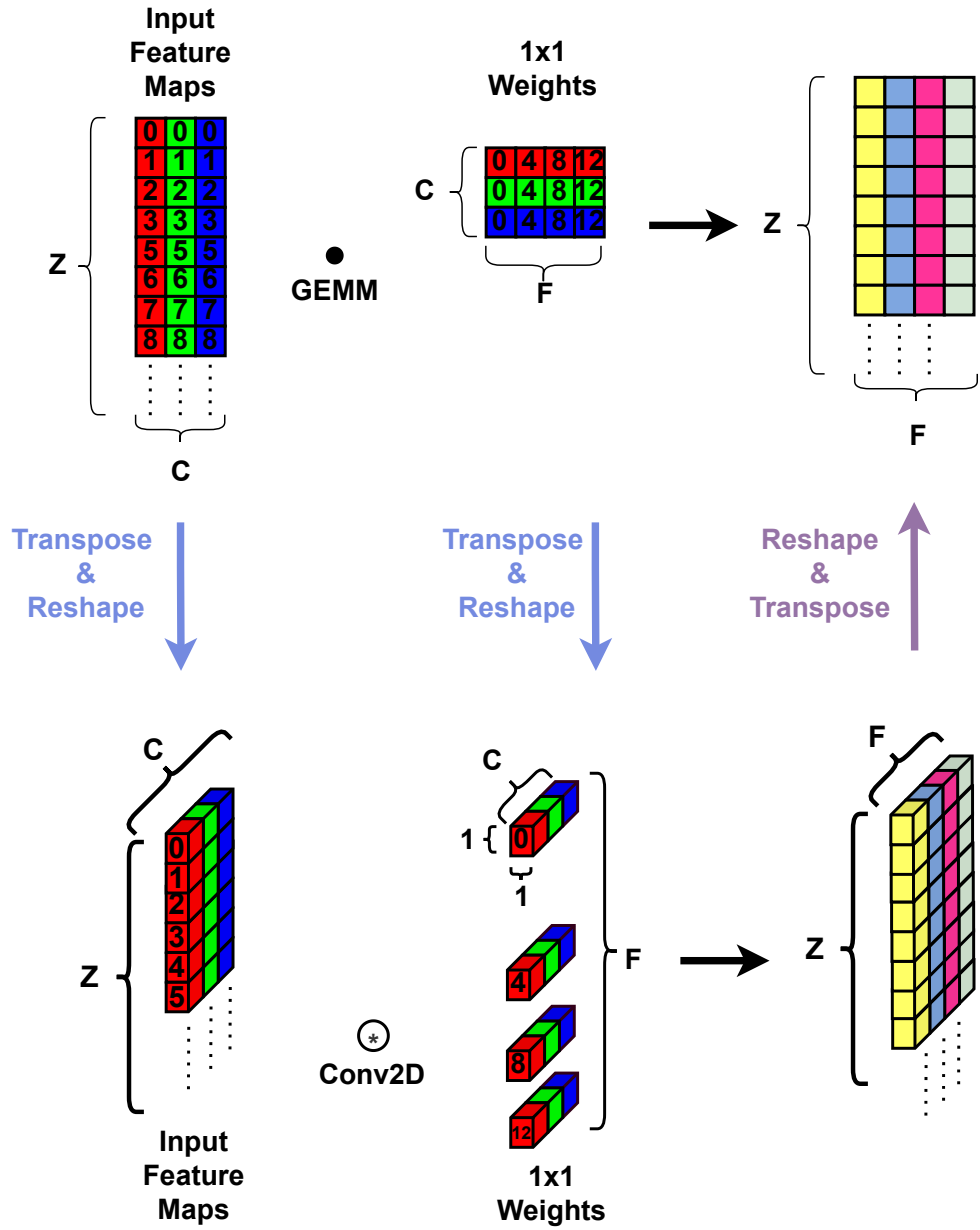 Input
Feature
Maps
1x1
Weights
Z
0 0 0
1 1 1
2 2 2
3 3 3
5 5 5
6 6 6
7 7 7
8 8 8
C
GEMM
C
0 4 8 12
0 4 8 12
0 4 8 12
F
Z
F
Transpose
&
Reshape
Transpose
&
Reshape
Reshape
&
Transpose
C
Z
0
1
2
3
4
5
Input
Feature
Maps
*
Conv2D
C
1
0
1
4
8
12
F
1x1
Weights
F
Z